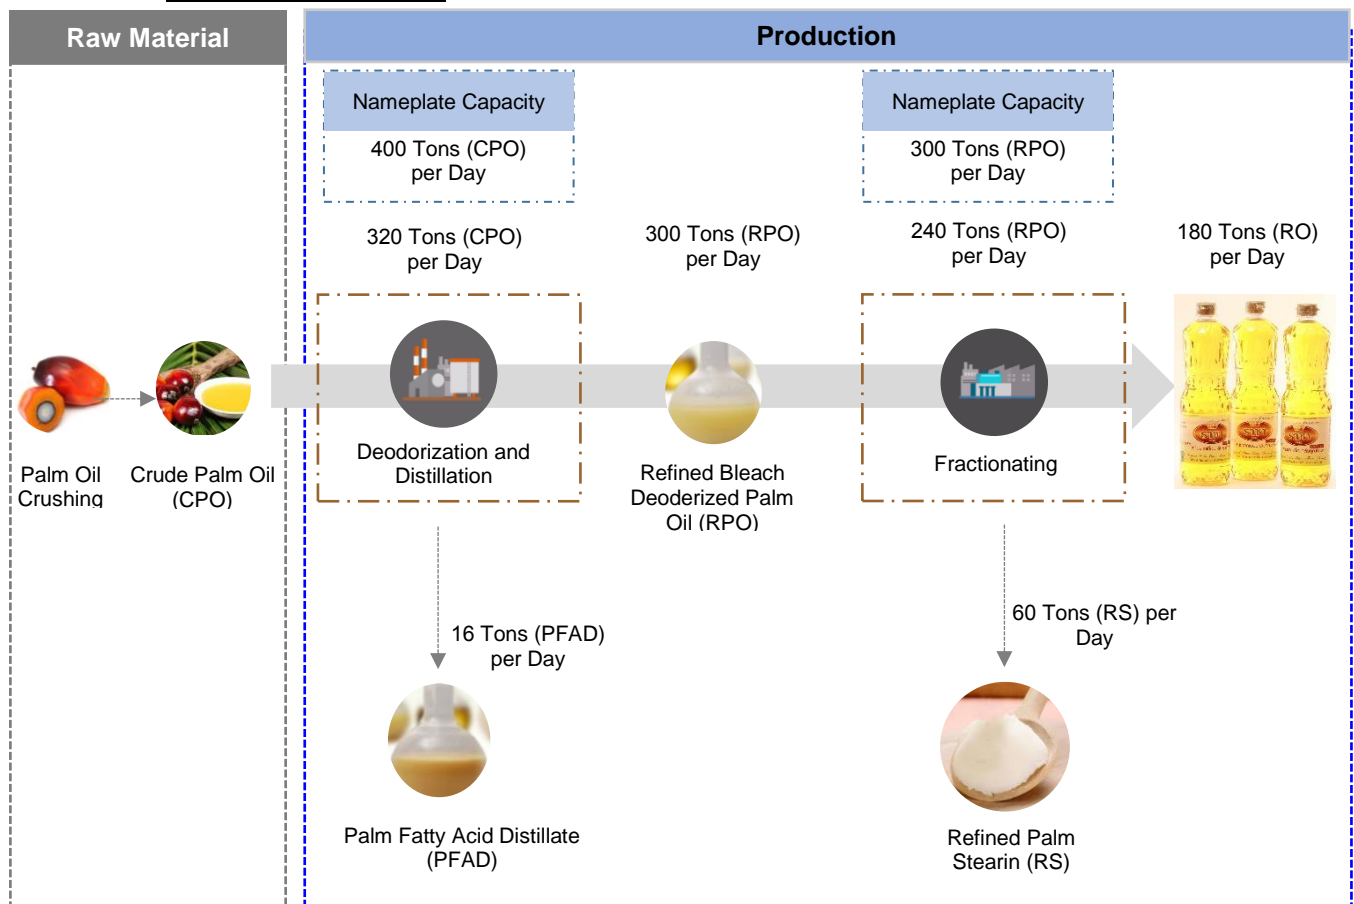 Raw Material
Production
Nameplate Capacity
400 Tons (CPO)
per Day
Nameplate Capacity
300 Tons (RPO)
per Day
320 Tons (CPO)
per Day
300 Tons (RPO)
per Day
240 Tons (RPO)
per Day
180 Tons (RO)
per Day
Palm Oil
Crushing
Crude Palm Oil
(CPO)
Deodorization and
Distillation
Refined Bleach
Deoderized Palm
Oil (RPO)
Fractionating
16 Tons (PFAD)
per Day
60 Tons (RS) per
Day
Palm Fatty Acid Distillate
(PFAD)
Refined Palm
Stearin (RS)